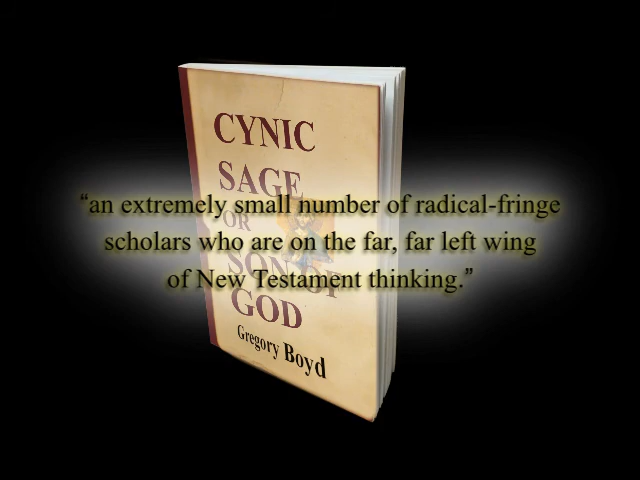 CYNIC
SAGE
OR
SON OF
GOD
Gregory Boyd
“an extremely small number of radical-fringe
scholars who are on the far, far left wing
of New Testament thinking.”